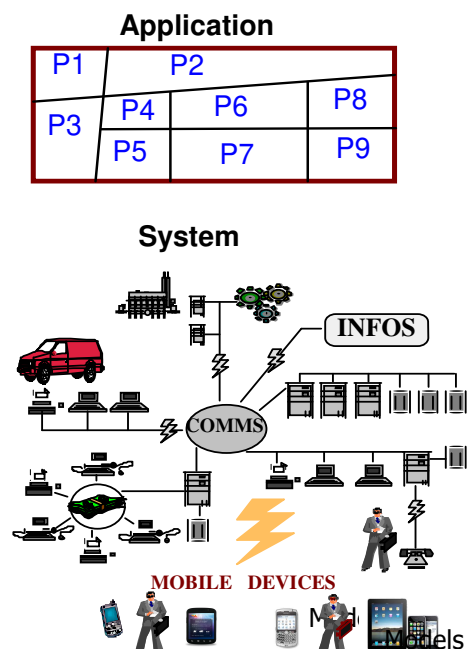 Application
P1 P2
P3 P4 P6 P8
P5 P7 P9
System
INFOS
COMMS
MOBILE DEVICES
Models